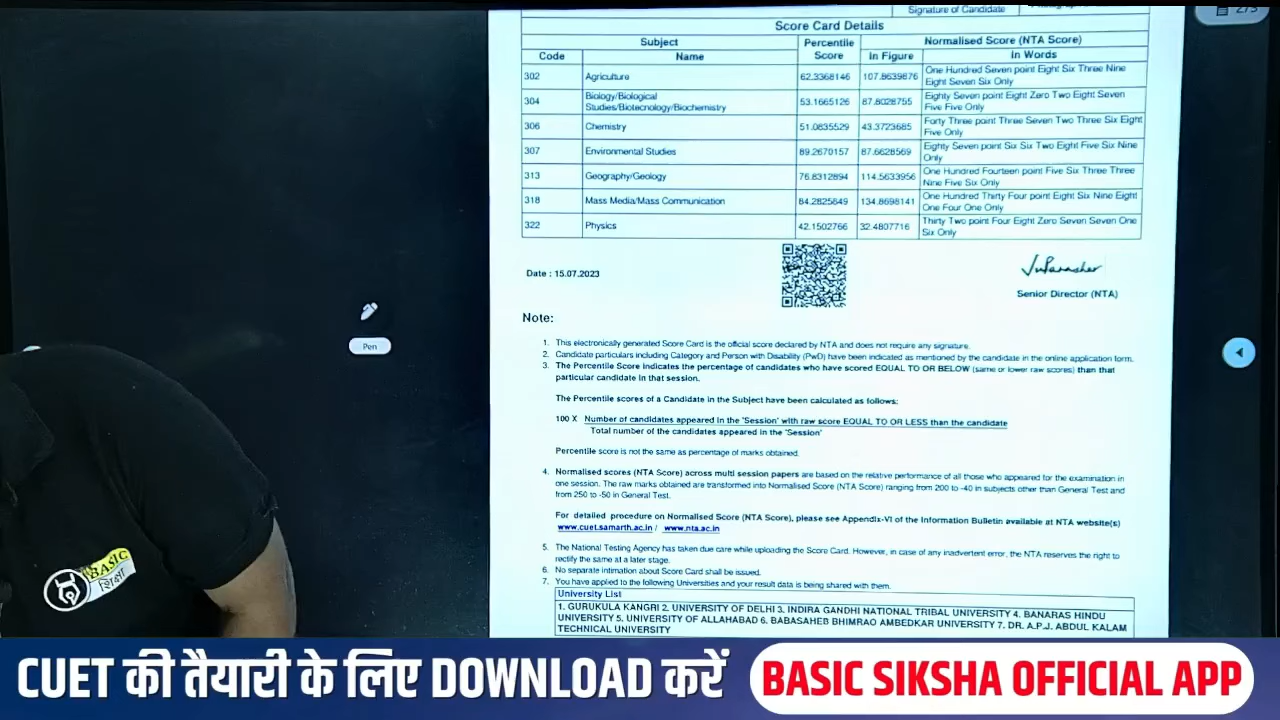 Signature of Candidate
2/3
Score Card Details
Subject Percentile Score Normalised Score (NTA Score)
Code Name In Figure In Words
302 Agriculture 62.3368146 107.8639876 One Hundred Seven point Eight Six Three Nine
Eight Seven Six Only
304 Biology/Biological
Studies/Biotecnology/Biochemistry 53.1665126 87.8028755 Eighty Seven point Eight Zero Two Eight Seven
Five Five Only
306 Chemistry 51.0835529 43.3723685 Forty Three point Three Seven Two Three Six Eight
Five Only
307 Environmental Studies 89.2670157 87.6628569 Eighty Seven point Six Six Two Eight Five Six Nine
Only
313 Geography/Geology 76.8312894 114.5633956 One Hundred Fourteen point Five Six Three Three
Nine Five Six Only
318 Mass Media/Mass Communication 84.2825849 134.8698141 One Hundred Thirty Four point Eight Six Nine Eight
One Four One Only
322 Physics 42.1502766 32.4807716 Thirty Two point Four Eight Zero Seven Seven One
Six Only
Date : 15.07.2023
Senior Director (NTA)
Pen
Note:
1. This electronically generated Score Card is the official score declared by NTA and does not require any signature.
2. Candidate particulars including Category and Person with Disability (PwD) have been indicated as mentioned by the candidate in the online application form.
3. The Percentile Score indicates the percentage of candidates who have scored EQUAL TO OR BELOW (same or lower raw scores) than that
particular candidate in that session.
The Percentile scores of a Candidate in the Subject have been calculated as follows:
100 X Number of candidates appeared in the 'Session' with raw score EQUAL TO OR LESS than the candidate
Total number of the candidates appeared in the 'Session'
Percentile score is not the same as percentage of marks obtained.
4. Normalised scores (NTA Score) across multi session papers are based on the relative performance of all those who appeared for the examination in
one session. The raw marks obtained are transformed into Normalised Score (NTA Score) ranging from 200 to -40 in subjects other than General Test and
from 250 to -50 in General Test.
For detailed procedure on Normalised Score (NTA Score), please see Appendix-VI of the Information Bulletin available at NTA website(s)
www.cuet.samarth.ac.in / www.nta.ac.in
5. The National Testing Agency has taken due care while uploading the Score Card. However, in case of any inadvertent error, the NTA reserves the right to
rectify the same at a later stage.
6. No separate intimation about Score Card shall be issued.
7. You have applied to the following Universities and your result data is being shared with them.
University List
1. GURUKULA KANGRI 2. UNIVERSITY OF DELHI 3. INDIRA GANDHI NATIONAL TRIBAL UNIVERSITY 4. BANARAS HINDU
UNIVERSITY 5. UNIVERSITY OF ALLAHABAD 6. BABASAHEB BHIMRAO AMBEDKAR UNIVERSITY 7. DR. A.P.J. ABDUL KALAM
TECHNICAL UNIVERSITY
BASIC
शिक्षा
CUET की तैयारी के लिए DOWNLOAD करें BASIC SIKSHA OFFICIAL APP